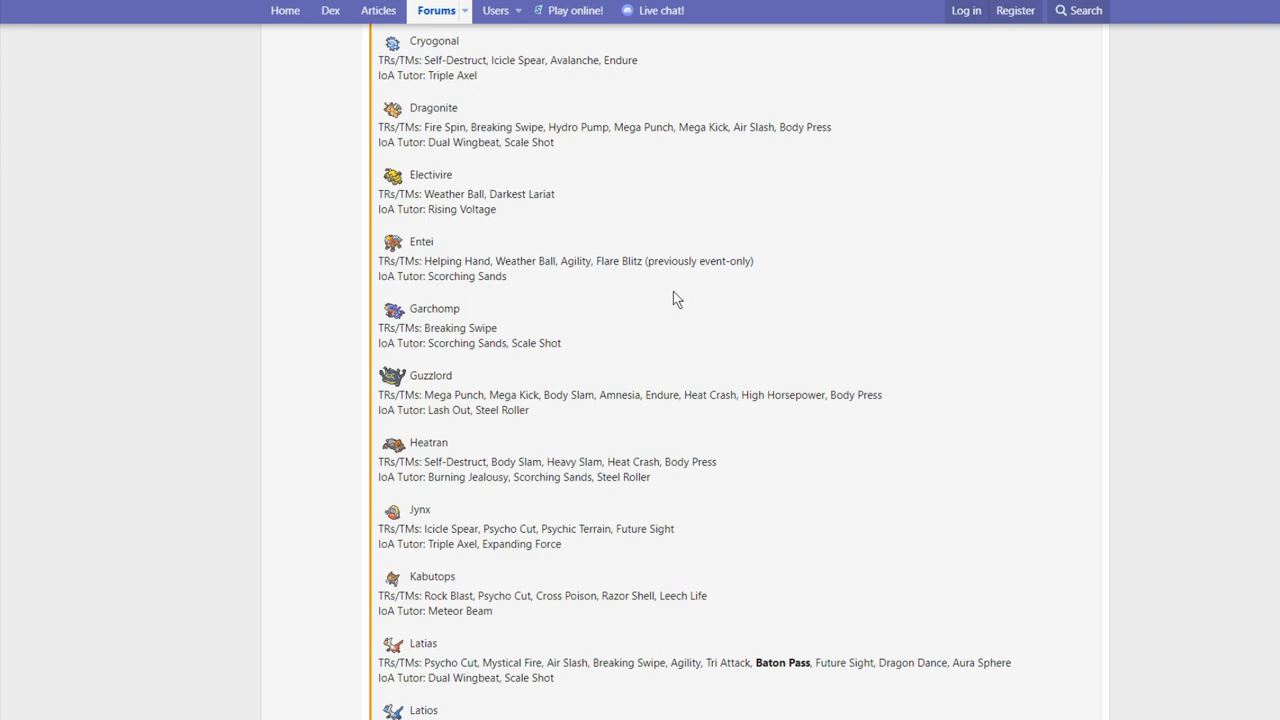 Home Dex Articles Forums Users Play online! Live chat! Log in Register Search
Cryogonal
TRs/TMs: Self-Destruct, Icicle Spear, Avalanche, Endure
IoA Tutor: Triple Axel
Dragonite
TRs/TMs: Fire Spin, Breaking Swipe, Hydro Pump, Mega Punch, Mega Kick, Air Slash, Body Press
IoA Tutor: Dual Wingbeat, Scale Shot
Electivire
TRs/TMs: Weather Ball, Darkest Lariat
IoA Tutor: Rising Voltage
Entei
TRs/TMs: Helping Hand, Weather Ball, Agility, Flare Blitz (previously event-only)
IoA Tutor: Scorching Sands
Garchomp
TRs/TMs: Breaking Swipe
IoA Tutor: Scorching Sands, Scale Shot
Guzzlord
TRs/TMs: Mega Punch, Mega Kick, Body Slam, Amnesia, Endure, Heat Crash, High Horsepower, Body Press
IoA Tutor: Lash Out, Steel Roller
Heatran
TRs/TMs: Self-Destruct, Body Slam, Heavy Slam, Heat Crash, Body Press
IoA Tutor: Burning Jealousy, Scorching Sands, Steel Roller
Jynx
TRs/TMs: Icicle Spear, Psycho Cut, Psychic Terrain, Future Sight
IoA Tutor: Triple Axel, Expanding Force
Kabutops
TRs/TMs: Rock Blast, Psycho Cut, Cross Poison, Razor Shell, Leech Life
IoA Tutor: Meteor Beam
Latias
TRs/TMs: Psycho Cut, Mystical Fire, Air Slash, Breaking Swipe, Agility, Tri Attack, Baton Pass, Future Sight, Dragon Dance, Aura Sphere
IoA Tutor: Dual Wingbeat, Scale Shot
Latios